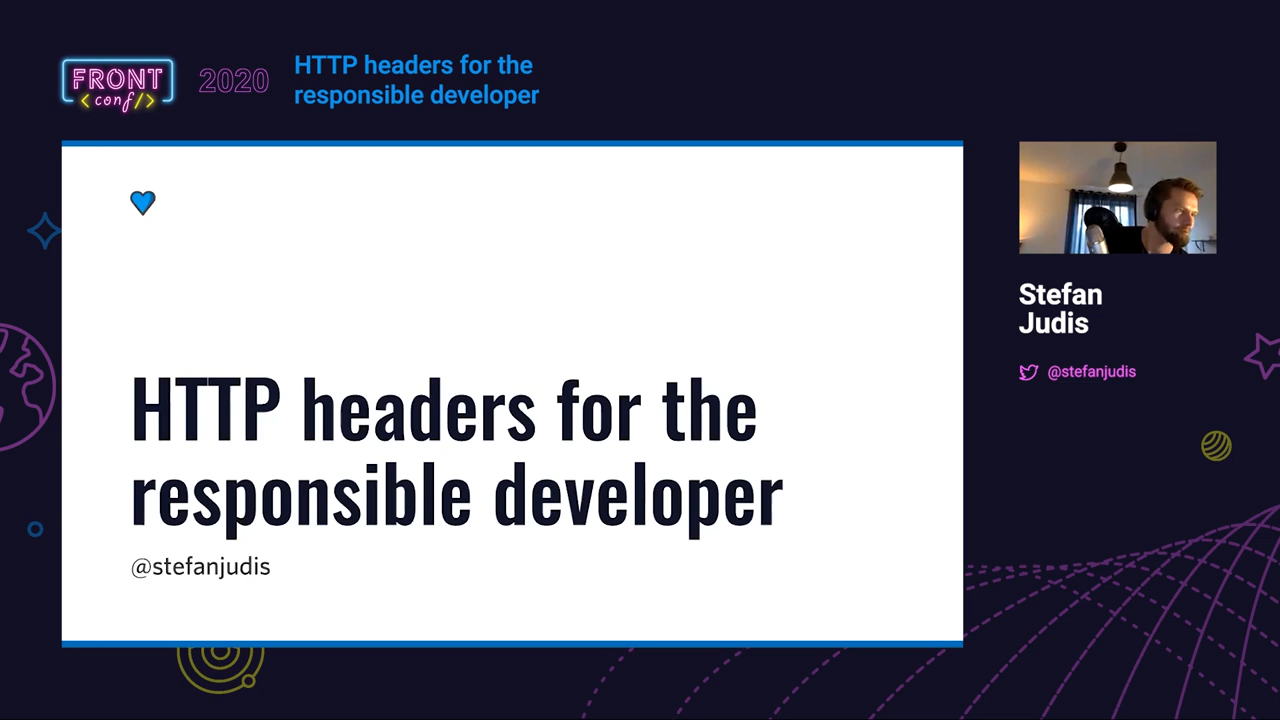 FRONT
<conf/>
2020
HTTP headers for the
responsible developer
HTTP headers for the
responsible developer
@stefanjudis
Stefan
Judis
@stefanjudis